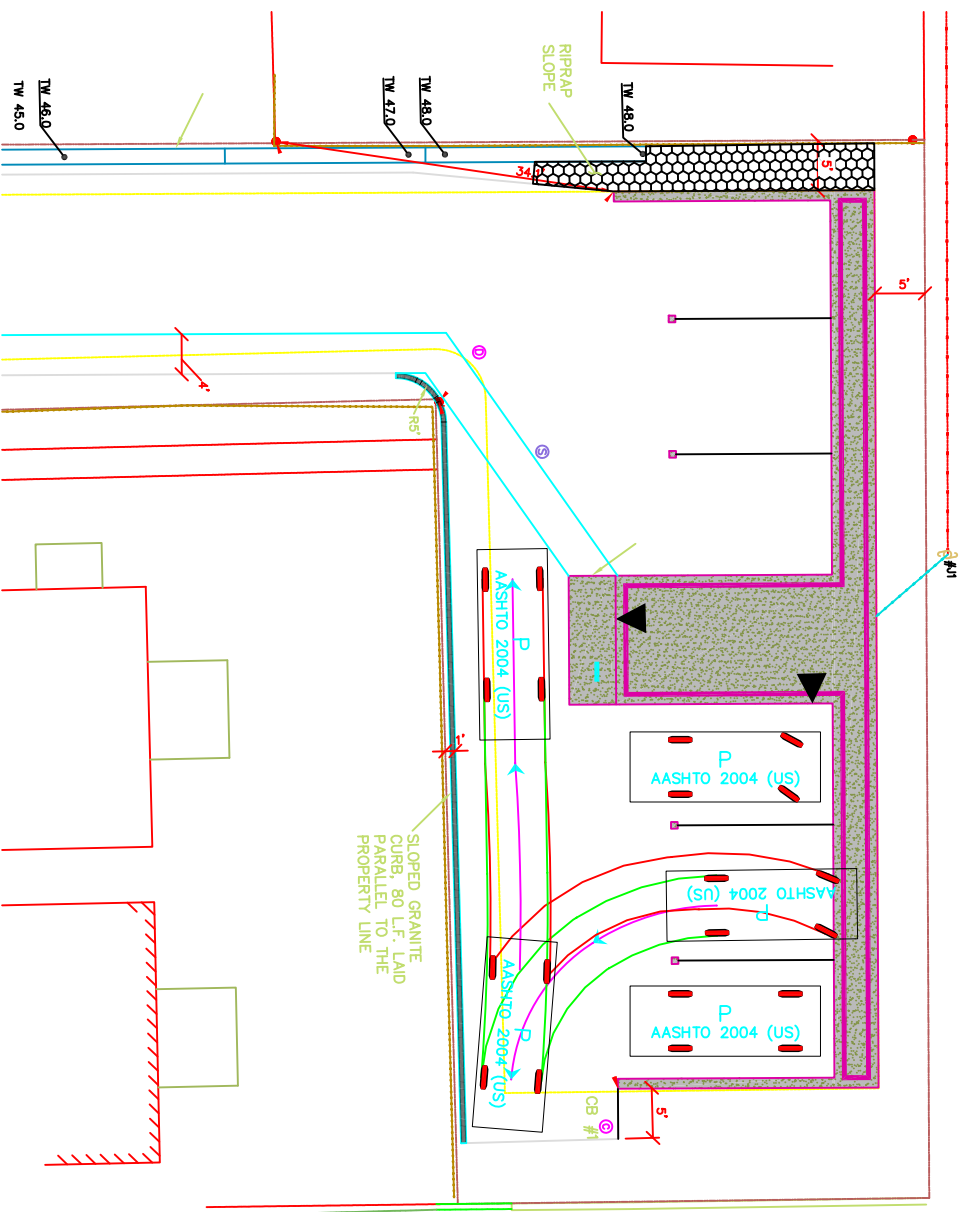 RIPRAP
SLOPE
TW 46.0
TW 45.0
TW 47.0
TW 48.0
TW 48.0
5'
34.1
5'
#J1
4'
R5'
D
S
P
AASHTO 2004 (US)
P
AASHTO 2004 (US)
1'
SLOPED GRANITE
CURB, 80 L.F. LAID
PARALLEL TO THE
PROPERTY LINE
P
AASHTO 2004 (US)
P
AASHTO 2004 (US)
P
AASHTO 2004 (US)
CB #1
C
5'